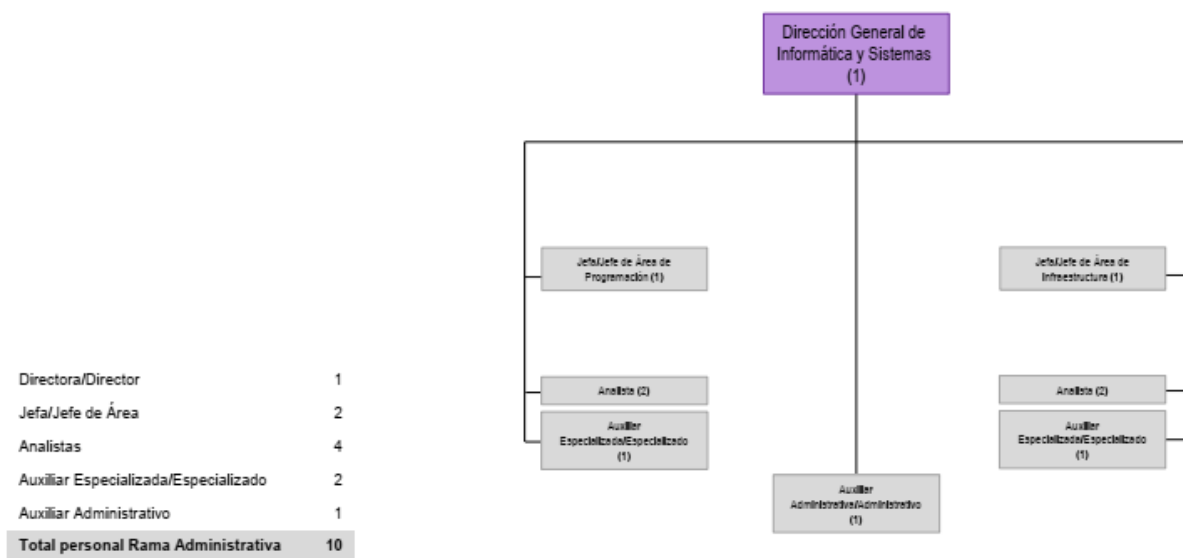 Dirección General de
Informática y Sistemas
(1)
Jefa/Jefe de Área de
Programación (1)
Jefa/Jefe de Área de
Infraestructura (1)
Analista (2)
Auxiliar
Especializada/Especializado
(1)
Analista (2)
Auxiliar
Especializada/Especializado
(1)
Auxiliar
Administrativa/Administrativo
(1)
Directora/Director 1
Jefa/Jefe de Área 2
Analistas 4
Auxiliar Especializada/Especializado 2
Auxiliar Administrativo 1
Total personal Rama Administrativa 10